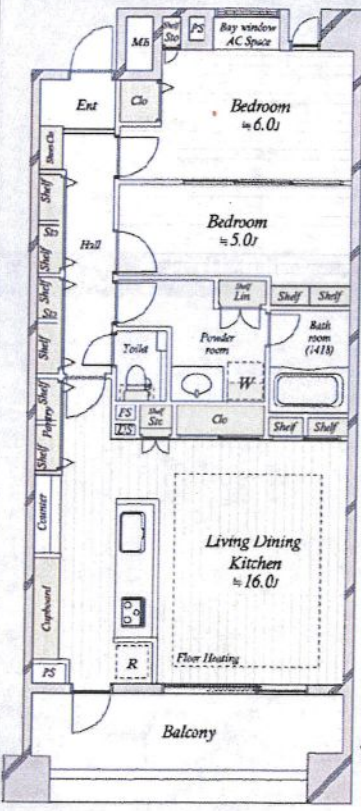 MB
Shelf
Sto
PS
Bay window
AC Space
Ent
Clo
Bedroom
≒6.0J
Shoes Clo
Shelf
Bedroom
≒5.0J
Shelf
Hall
Shelf
Shelf
Lin
Shelf
Shelf
Toilet
Powder
room
Bath
room
(1418)
Shelf
W
Shelf
Pantry
Shelf
PS
PS
Shelf
Sto
Clo
Shelf
Shelf
Counter
Living Dining
Kitchen
≒16.0J
Cupboard
R
Floor Heating
PS
Balcony